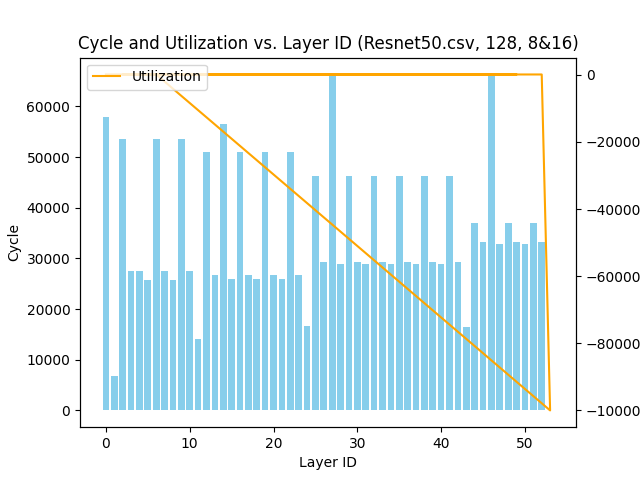 Cycle and Utilization vs. Layer ID (Resnet50.csv, 128, 8&16)
Utilization
60000
50000
40000
30000
20000
10000
0
Cycle
0
−20000
−40000
−60000
−80000
−100000
0 10 20 30 40 50
Layer ID